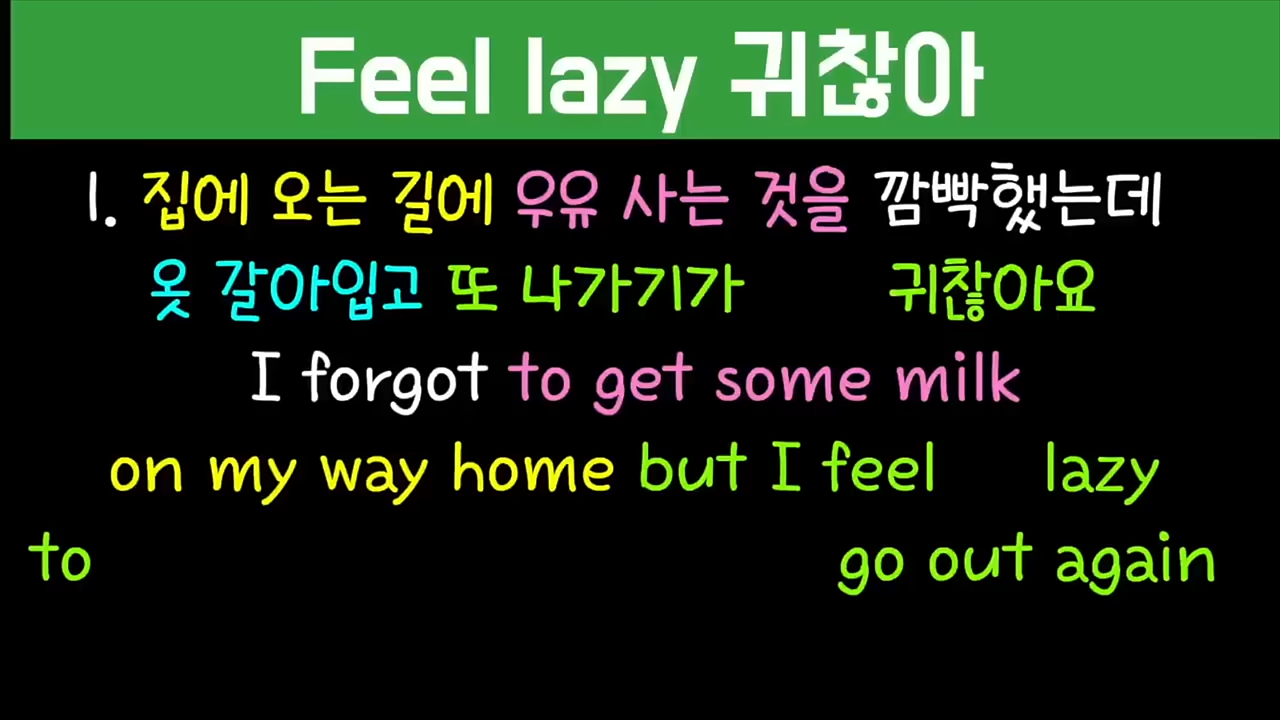 Feel lazy 귀찮아
1. 집에 오는 길에 우유 사는 것을 깜빡했는데
옷 갈아입고 또 나가기가 귀찮아요
I forgot to get some milk
on my way home but I feel lazy
to go out again